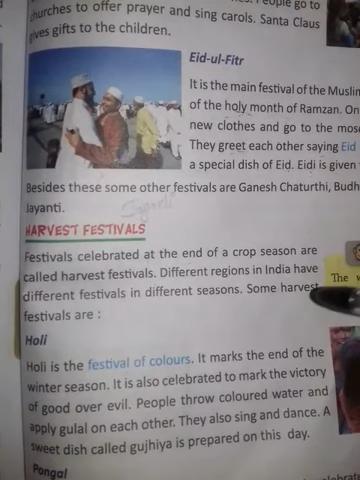 People go to
churches to offer prayer and sing carols. Santa Claus
gives gifts to the children.
Eid-ul-Fitr
It is the main festival of the Muslim
of the holy month of Ramzan. On
new clothes and go to the mos
They greet each other saying Eid
a special dish of Eid. Eidi is given
Besides these some other festivals are Ganesh Chaturthi, Budh
Jayanti.
HARVEST FESTIVALS
Festivals celebrated at the end of a crop season are
called harvest festivals. Different regions in India have
The w
different festivals in different seasons. Some harvest
festivals are :
Holi
Holi is the festival of colours. It marks the end of the
winter season. It is also celebrated to mark the victory
of good over evil. People throw coloured water and
apply gulal on each other. They also sing and dance. A
sweet dish called gujhiya is prepared on this day.
Pongal